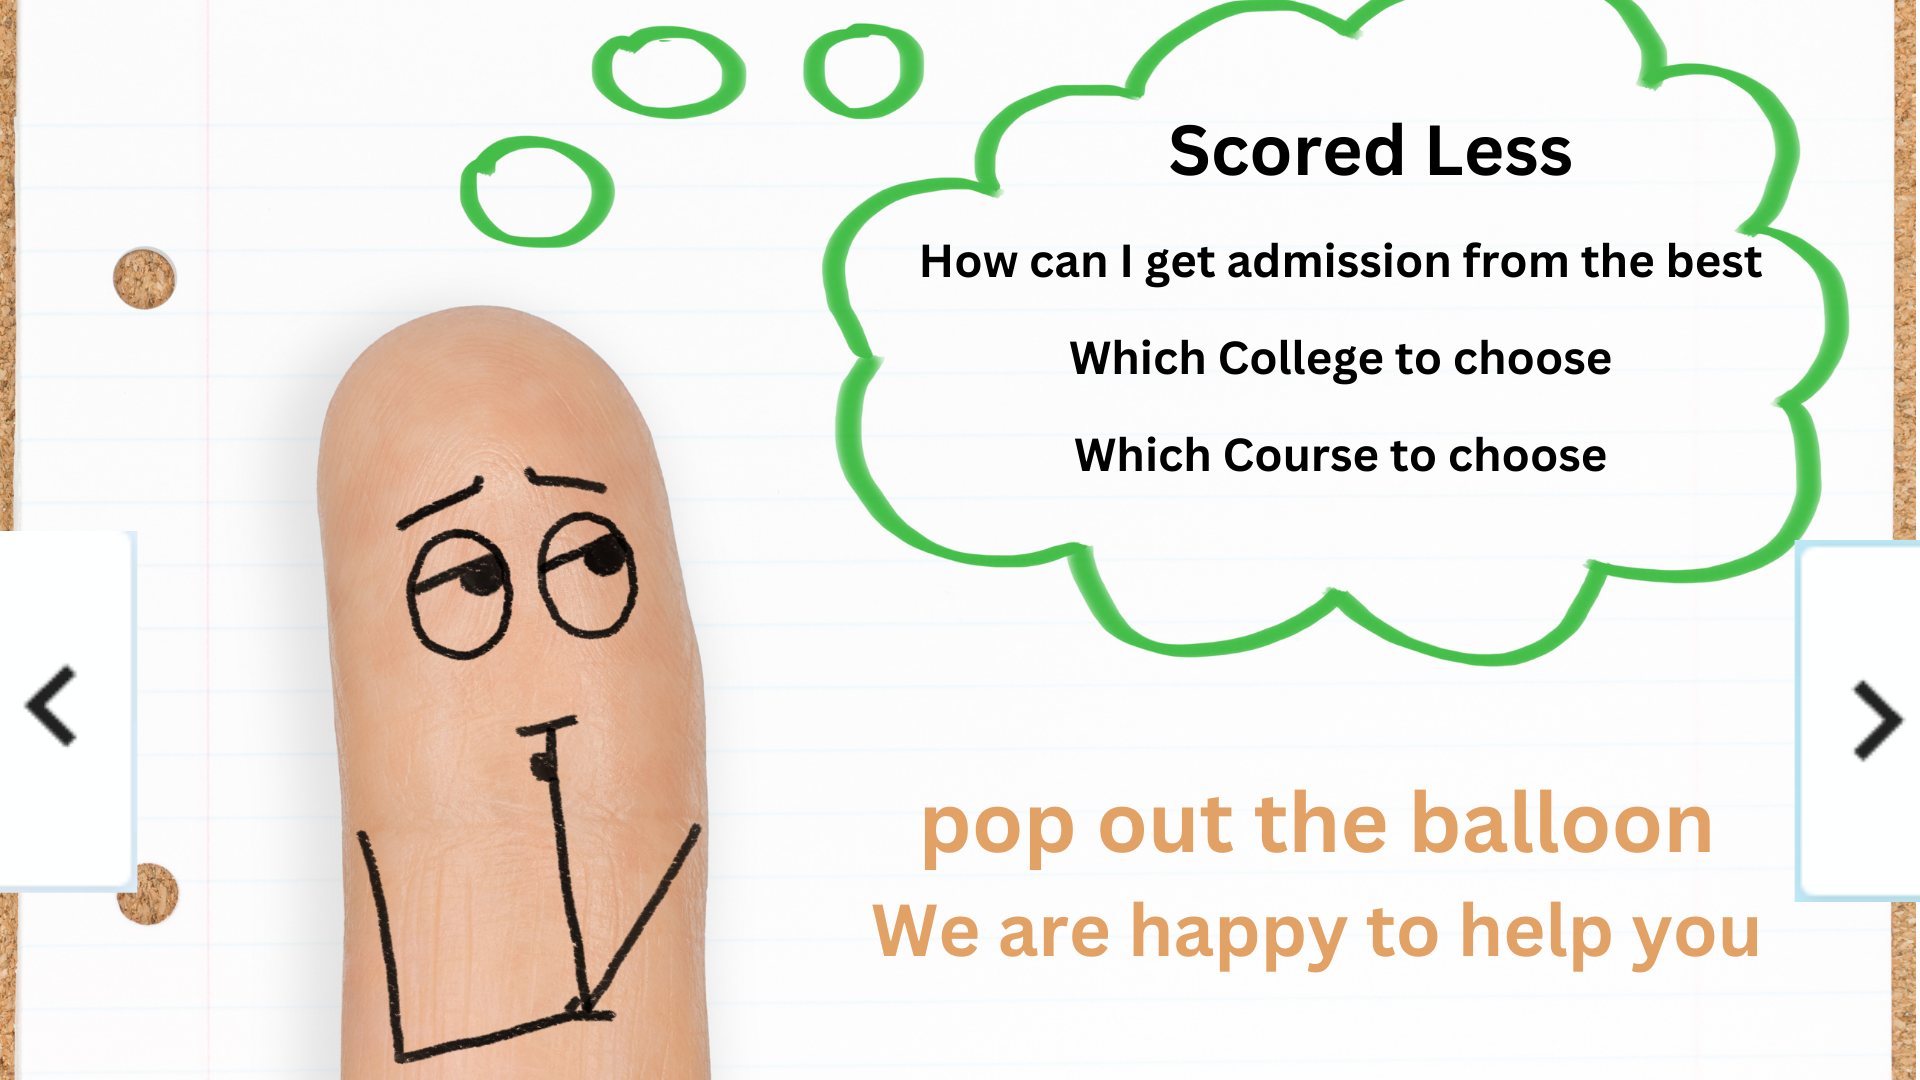 Scored Less
How can I get admission from the best
Which College to choose
Which Course to choose
pop out the balloon
We are happy to help you